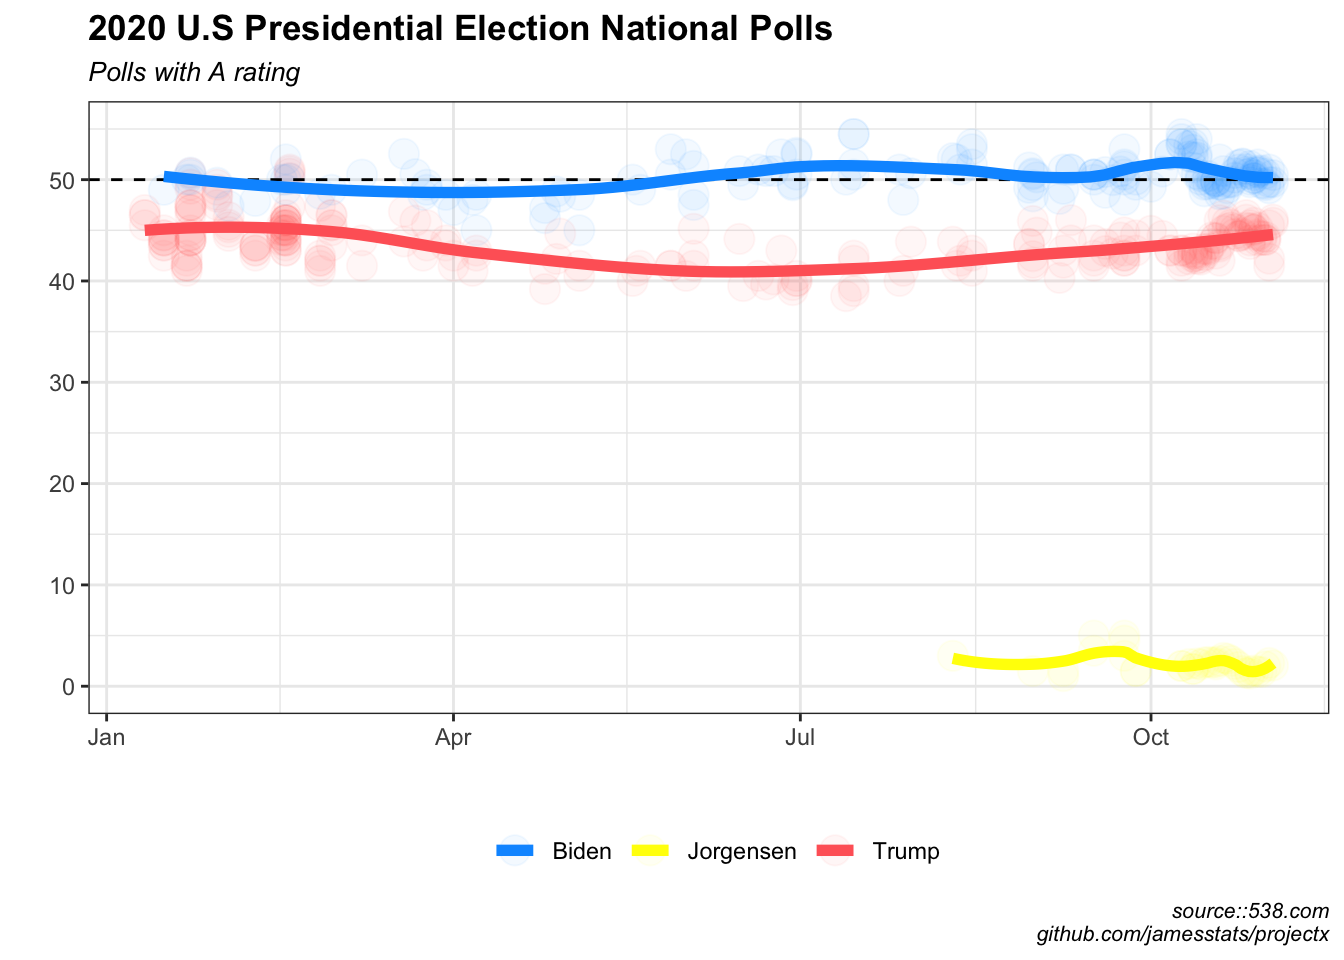 2020 U.S Presidential Election National Polls
Polls with A rating
50
40
30
20
10
0
Jan Apr Jul Oct
Biden Jorgensen Trump
source::538.com
github.com/jamesstats/projectx